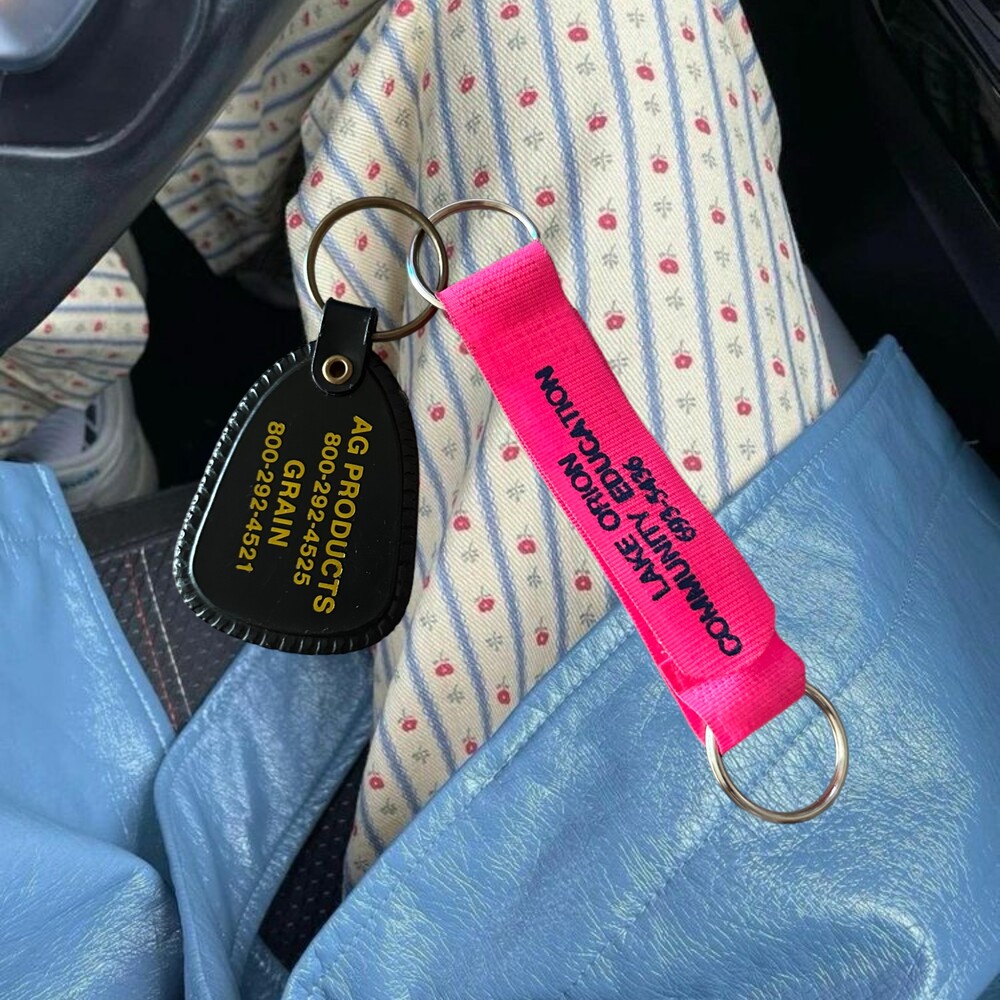 AG PRODUCTS
800-292-4525
GRAIN
800-292-4521
LAKE ORION
COMMUNITY EDUCATION
693-5436